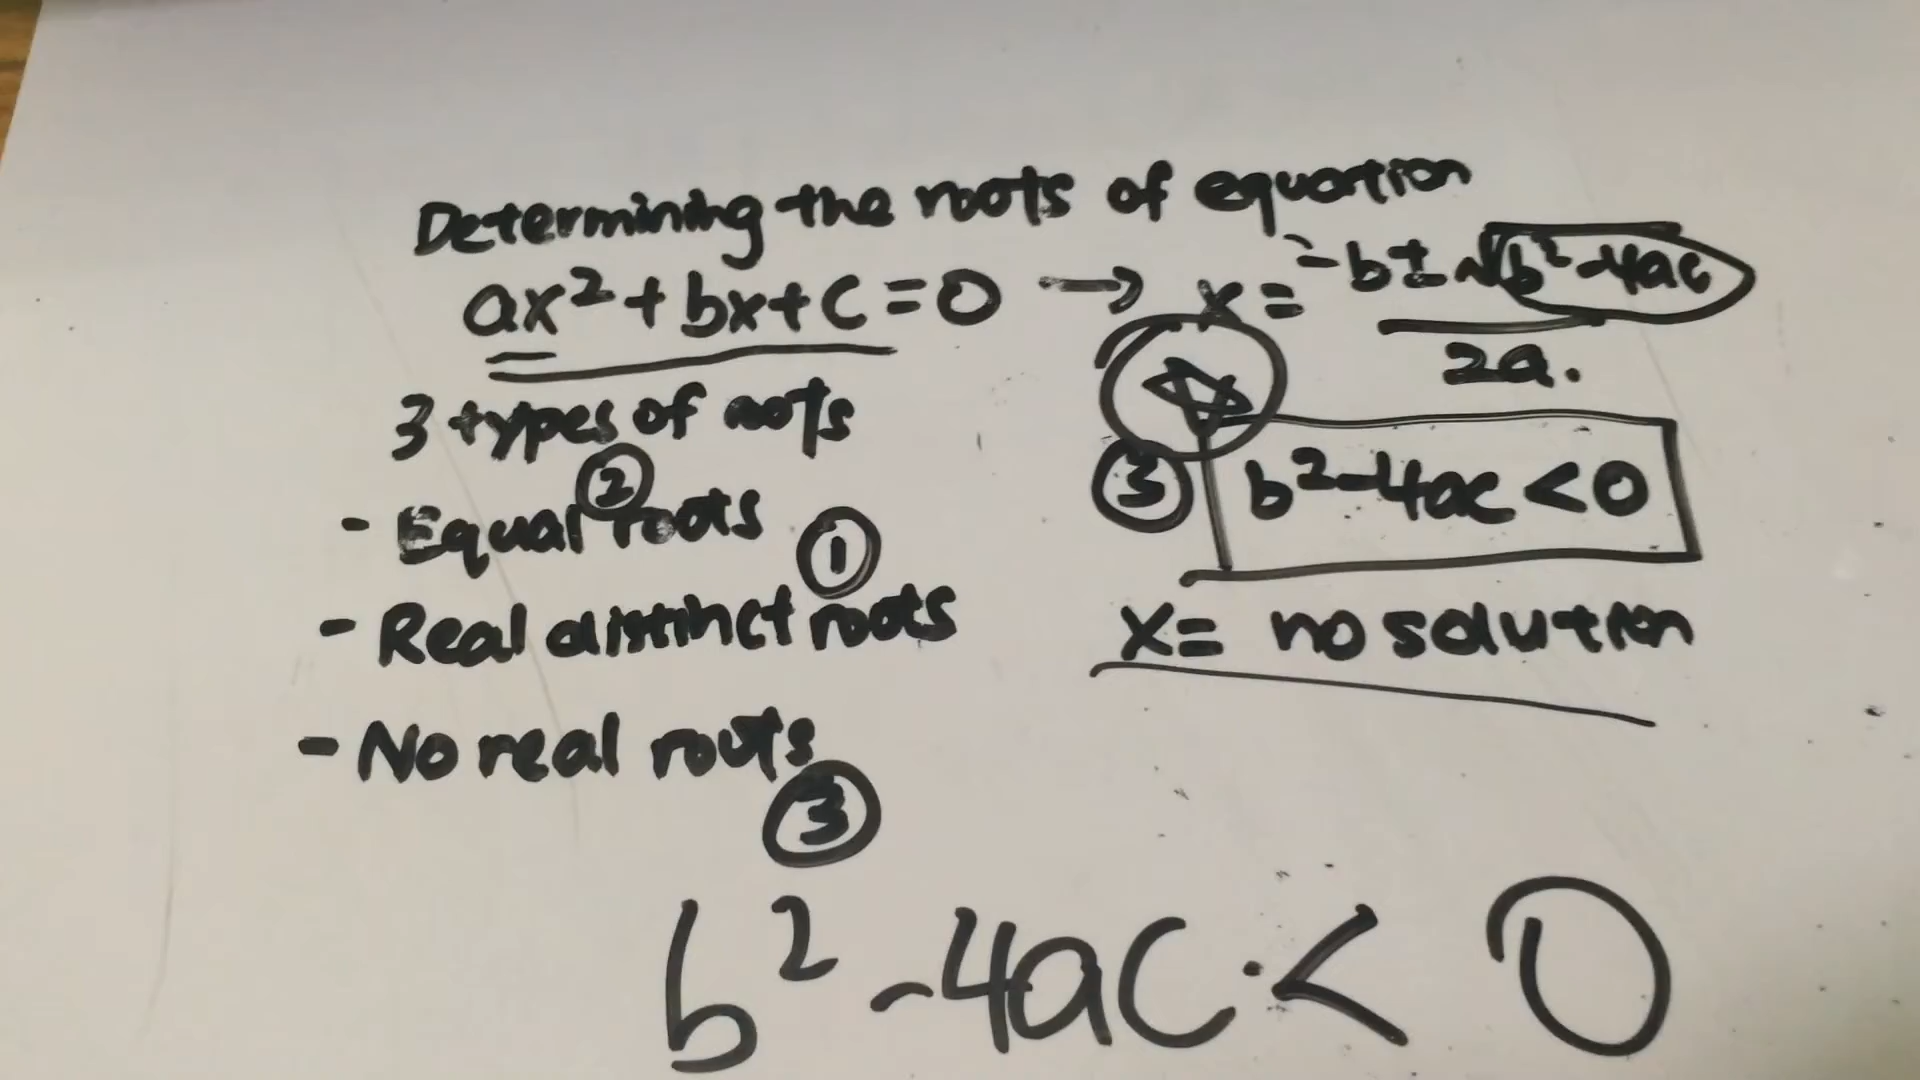 Determining the roots of equation
ax²+bx+c=0 → x = -b±√b²-4ac
2a.
3 types of roots
- Equal roots ②
- Real distinct roots ①
- No real roots ③
③ b²-4ac<0
x= no solution
b²-4ac<0